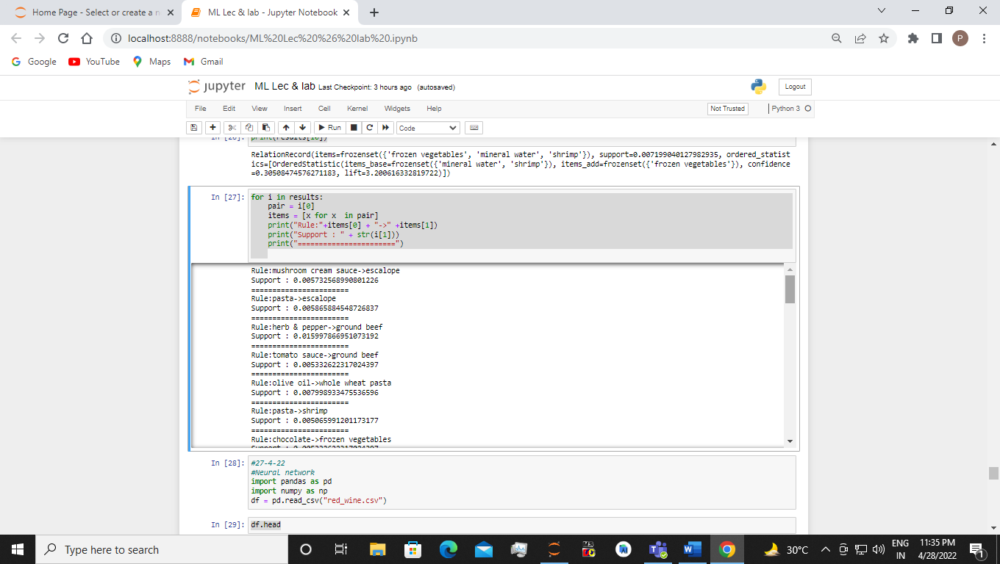 Home Page - Select or create a n
ML Lec & lab - Jupyter Notebook
localhost:8888/notebooks/ML%20Lec%20%26%20lab%20.ipynb
P
Google
YouTube
Maps
Gmail
jupyter
ML Lec & lab Last Checkpoint: 3 hours ago (autosaved)
Logout
File Edit View Insert Cell Kernel Widgets Help
Not Trusted
Python 3
Run
Code
print(results[10])
RelationRecord(items=frozenset({'frozen vegetables', 'mineral water', 'shrimp'}), support=0.007199040127982935, ordered_statist
ics=[OrderedStatistic(items_base=frozenset({'mineral water', 'shrimp'}), items_add=frozenset({'frozen vegetables'}), confidence
=0.30508474576271183, lift=3.200616332819722)])
In [27]: for i in results:
pair = i[0]
items = [x for x  in pair]
print("Rule:"+items[0] + "->" +items[1])
print("Support : " + str(i[1]))
print("=======================")
Rule:mushroom cream sauce->escalope
Support : 0.005732568990801226
=======================
Rule:pasta->escalope
Support : 0.005865884548726837
=======================
Rule:herb & pepper->ground beef
Support : 0.015997866951073192
=======================
Rule:tomato sauce->ground beef
Support : 0.005332622317024397
=======================
Rule:olive oil->whole wheat pasta
Support : 0.007998933475536596
=======================
Rule:pasta->shrimp
Support : 0.005065991201173177
=======================
Rule:chocolate->frozen vegetables
Support : 0.005332622317024397
In [28]: #27-4-22
#Neural network
import pandas as pd
import numpy as np
df = pd.read_csv("red_wine.csv")
In [29]: df.head
Type here to search
30°C
ENG
IN
11:35 PM
4/28/2022
1